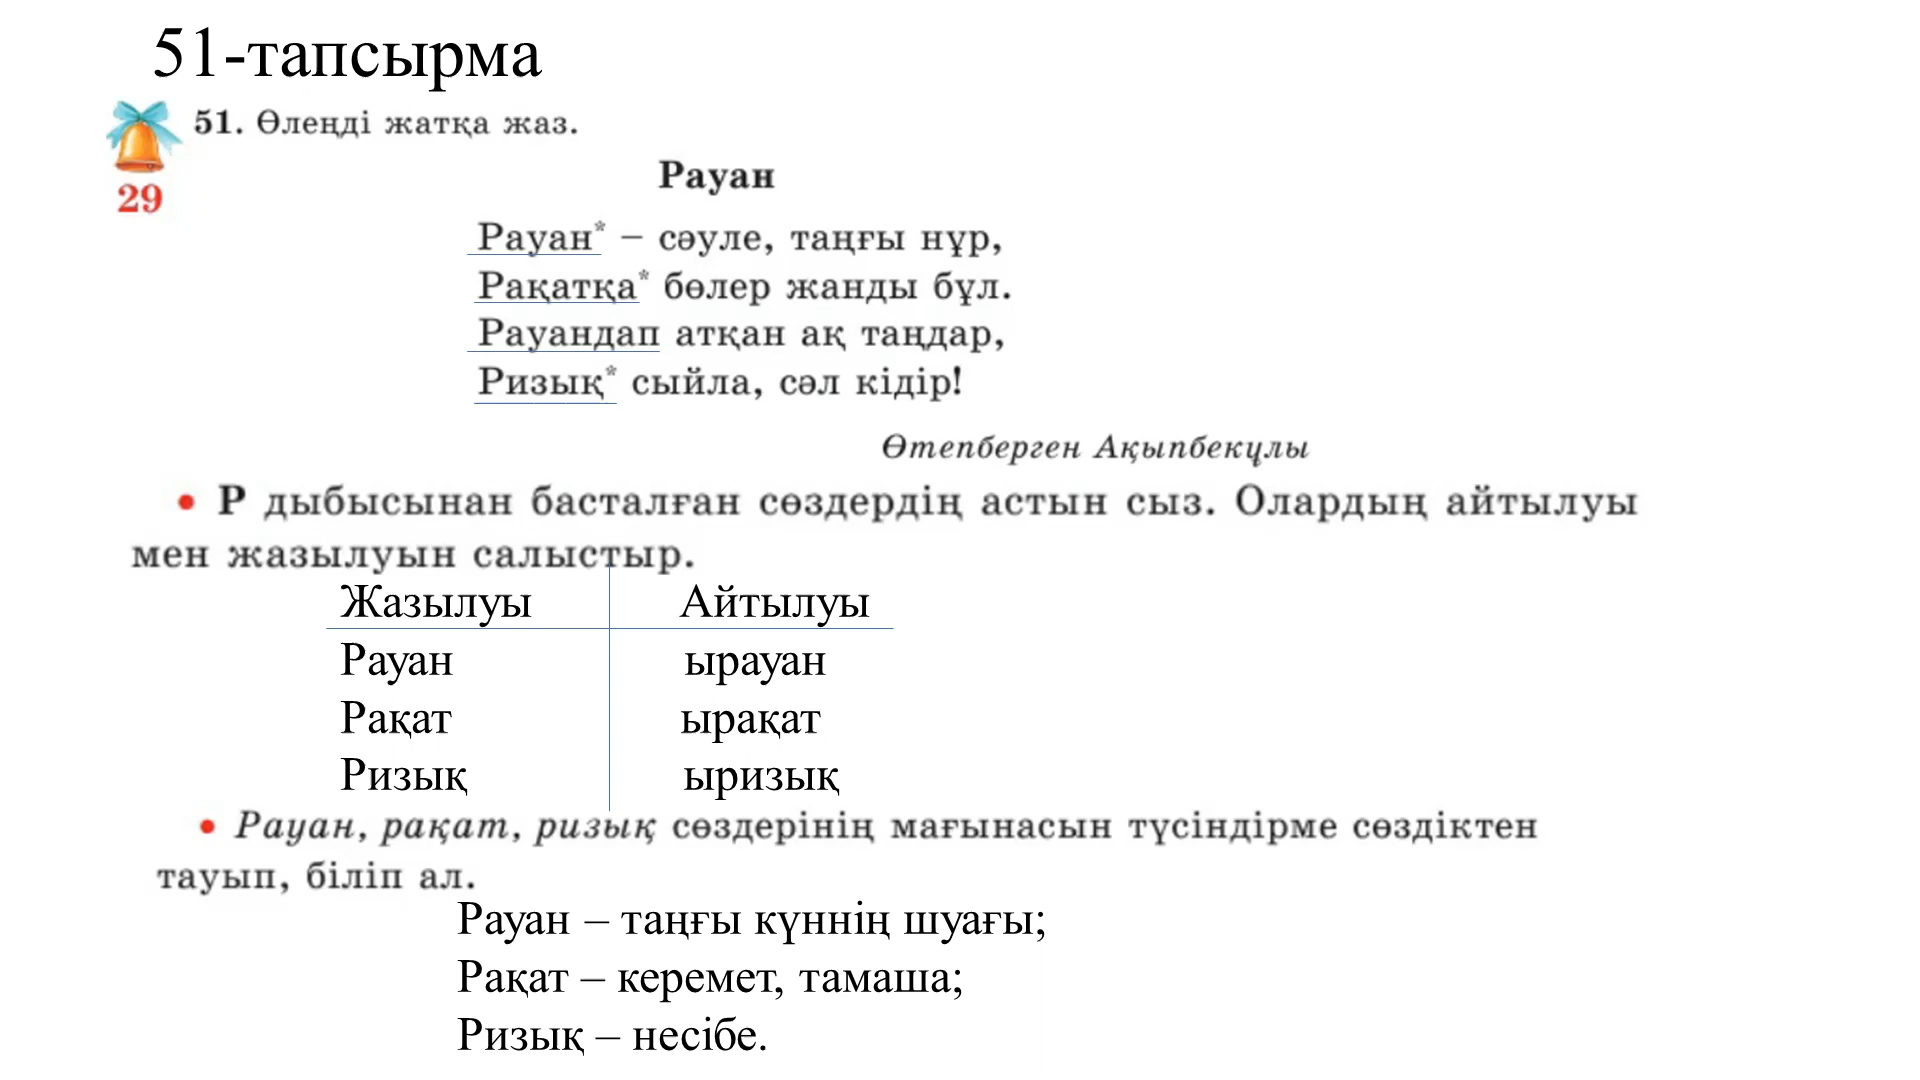 51-тапсырма
51. Өлеңді жатқа жаз.
29
Рауан
Рауан* – сәуле, таңғы нұр,
Рақатқа* бөлер жанды бұл.
Рауандап атқан ақ таңдар,
Ризық* сыйла, сәл кідір!
Өтепберген Ақыпбекұлы
• Р дыбысынан басталған сөздердің астын сыз. Олардың айтылуы
мен жазылуын салыстыр.
Жазылуы Айтылуы
Рауан ырауан
Рақат ырақат
Ризық ыризық
• Рауан, рақат, ризық сөздерінің мағынасын түсіндірме сөздіктен
тауып, біліп ал.
Рауан – таңғы күннің шуағы;
Рақат – керемет, тамаша;
Ризық – несібе.